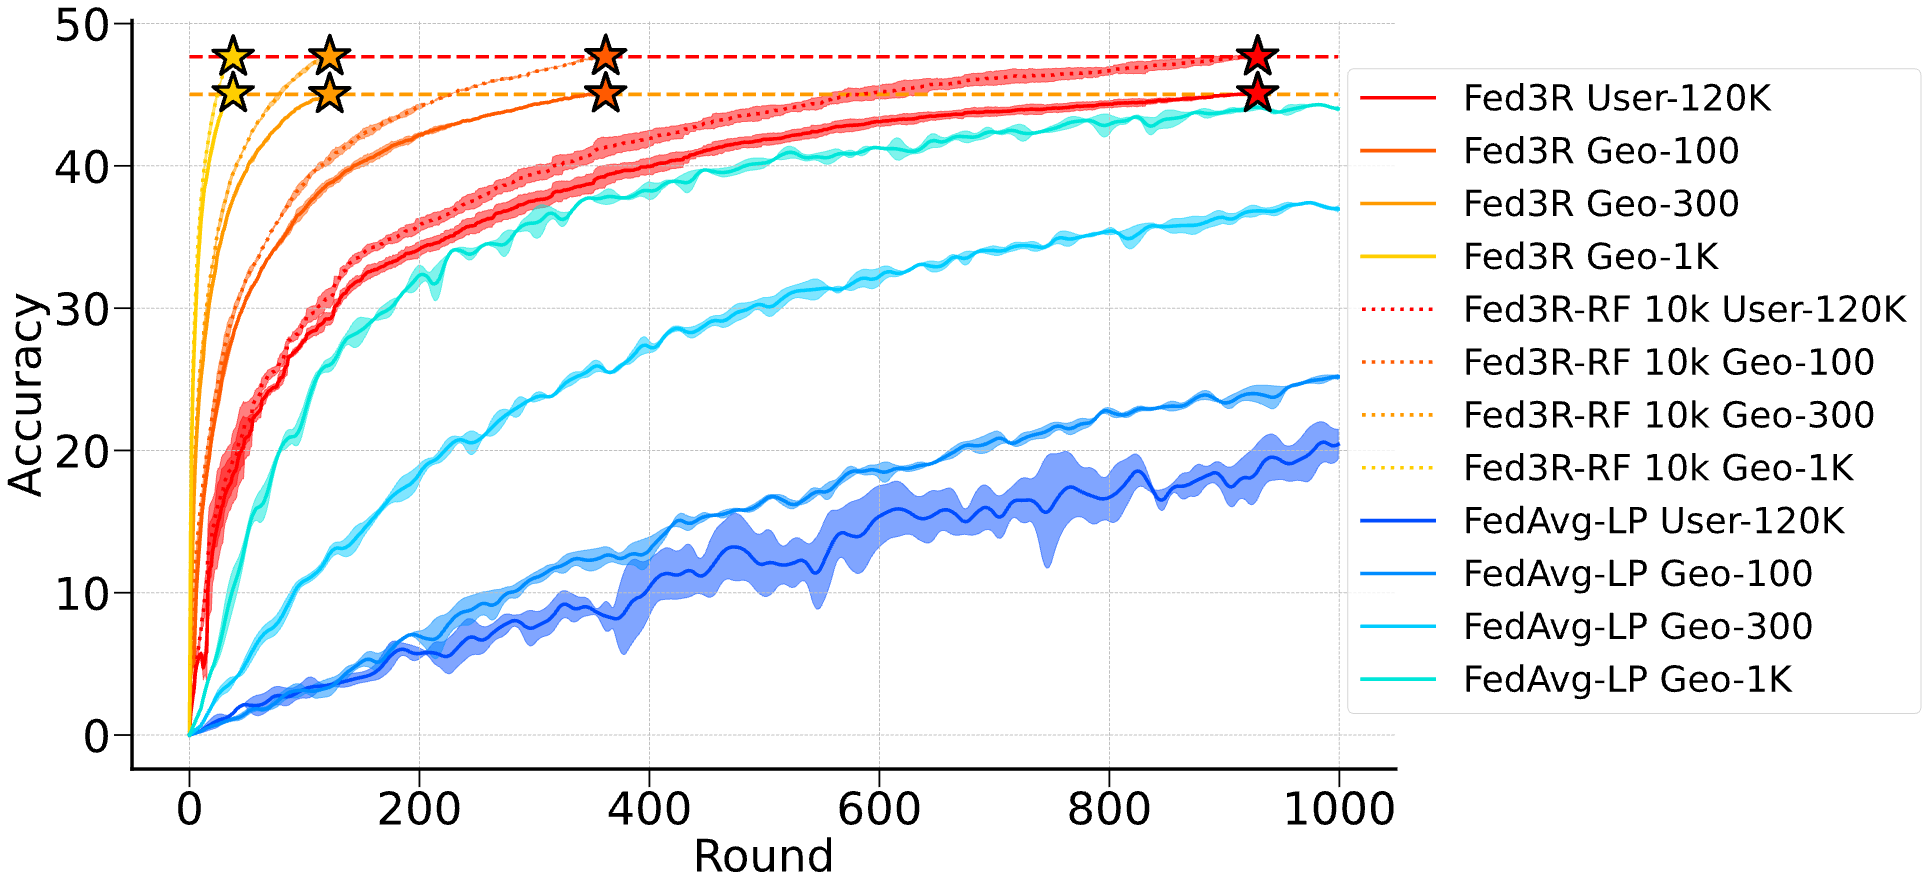 50
40
30
20
10
0
Accuracy
0 200 400 600 800 1000
Round
Fed3R User-120K
Fed3R Geo-100
Fed3R Geo-300
Fed3R Geo-1K
Fed3R-RF 10k User-120K
Fed3R-RF 10k Geo-100
Fed3R-RF 10k Geo-300
Fed3R-RF 10k Geo-1K
FedAvg-LP User-120K
FedAvg-LP Geo-100
FedAvg-LP Geo-300
FedAvg-LP Geo-1K